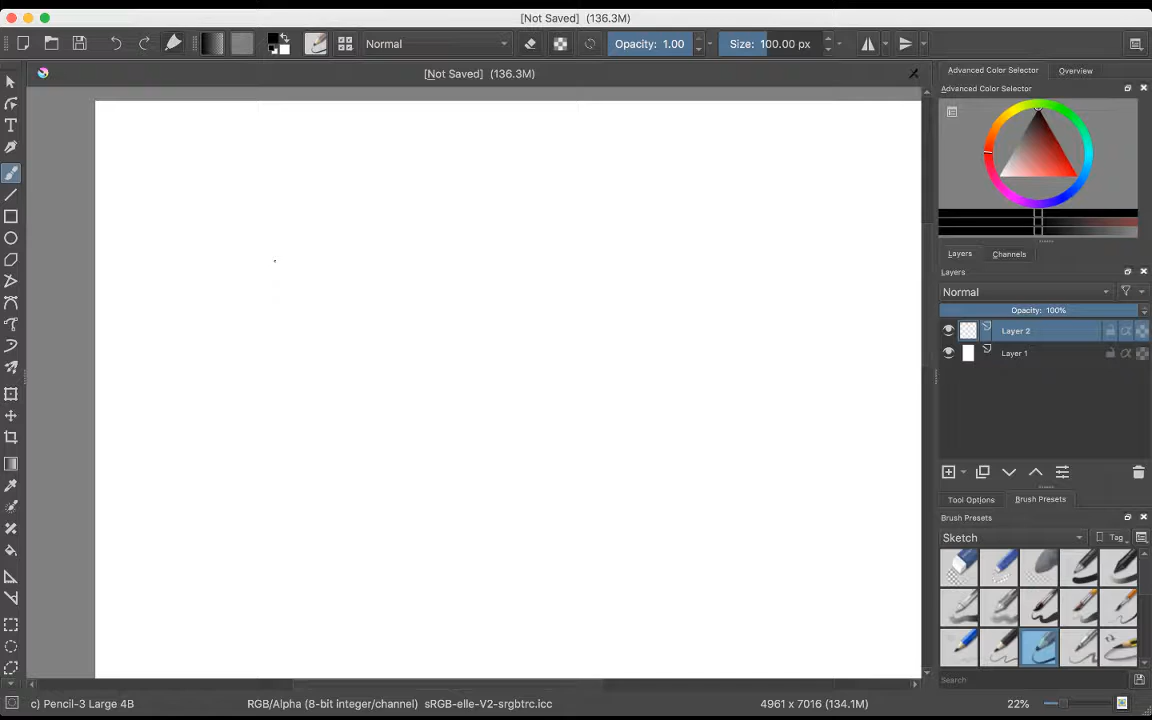 [Not Saved] (136.3M)
Normal
Opacity: 1.00
Size: 100.00 px
[Not Saved] (136.3M)
Advanced Color Selector
Overview
Advanced Color Selector
Layers
Channels
Layers
Normal
Opacity: 100%
Layer 2
Layer 1
Tool Options
Brush Presets
Brush Presets
Sketch
Tag
Search
c) Pencil-3 Large 4B
RGB/Alpha (8-bit integer/channel) sRGB-elle-V2-srgbtrc.icc
4961 x 7016 (134.1M)
22%